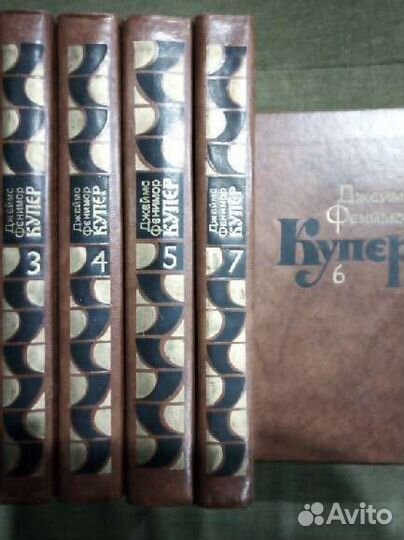 Джеймс
Фенимор
КУПЕР
3
Джеймс
Фенимор
КУПЕР
4
Джеймс
Фенимор
КУПЕР
5
Джеймс
Фенимор
КУПЕР
7
Джеймс
Фенимо
Купер
6
Avito